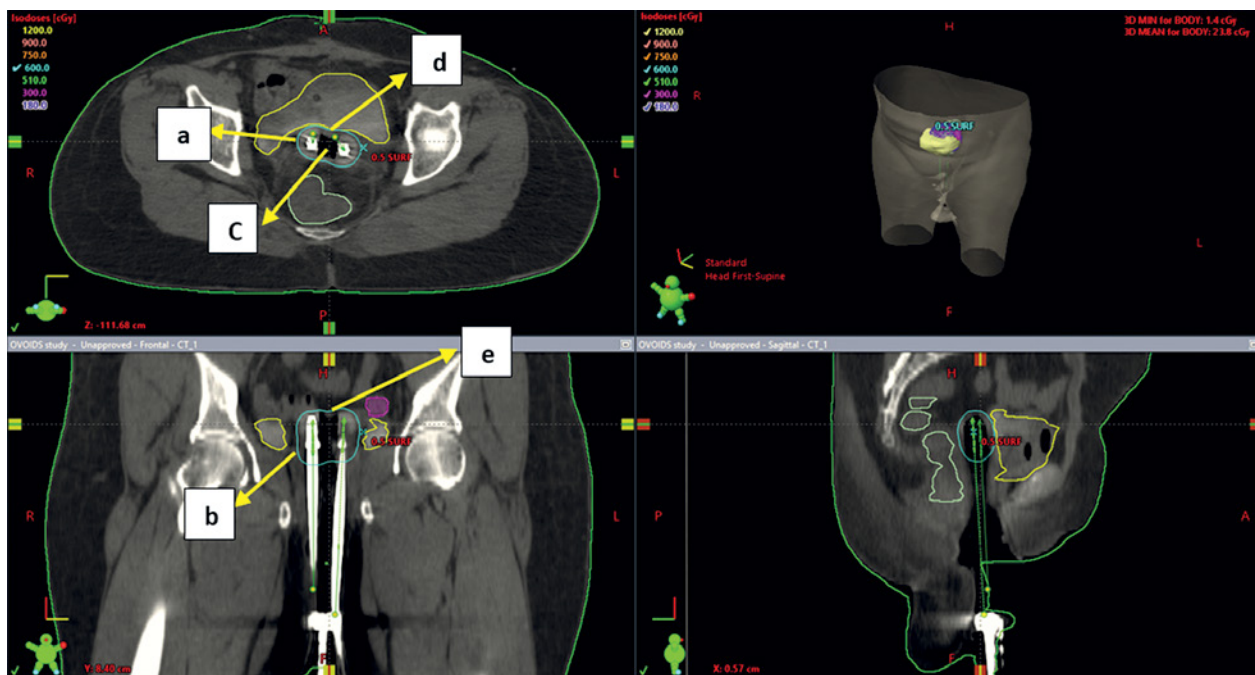 Isodoses [cGy]
1200.0
900.0
750.0
600.0
510.0
300.0
180.0
A
d
a
R
L
0.5 SURF
C
P
Z: -111.68 cm
Isodoses [cGy]
1200.0
900.0
750.0
600.0
510.0
300.0
180.0
3D MIN for BODY: 1.4 cGy
3D MEAN for BODY: 23.8 cGy
H
R
0.5 SURF
L
Standard
Head First-Supine
F
OVOIDS study - Unapproved - Frontal - CT_1
H
e
0.5 SURF
b
R
L
F
Y: 8.40 cm
OVOIDS study - Unapproved - Sagittal - CT_1
H
0.5 SURF
P
A
F
X: 0.57 cm